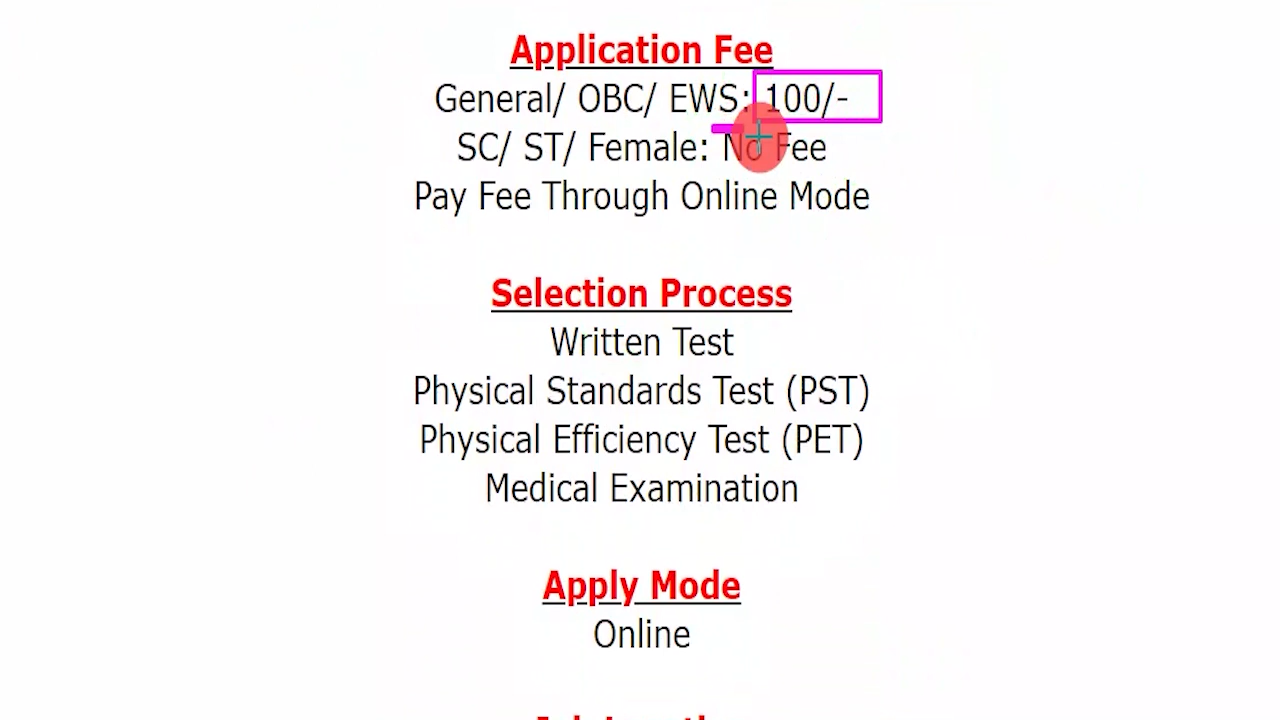 Application Fee
General/ OBC/ EWS: 100/-
SC/ ST/ Female: No Fee
Pay Fee Through Online Mode
Selection Process
Written Test
Physical Standards Test (PST)
Physical Efficiency Test (PET)
Medical Examination
Apply Mode
Online